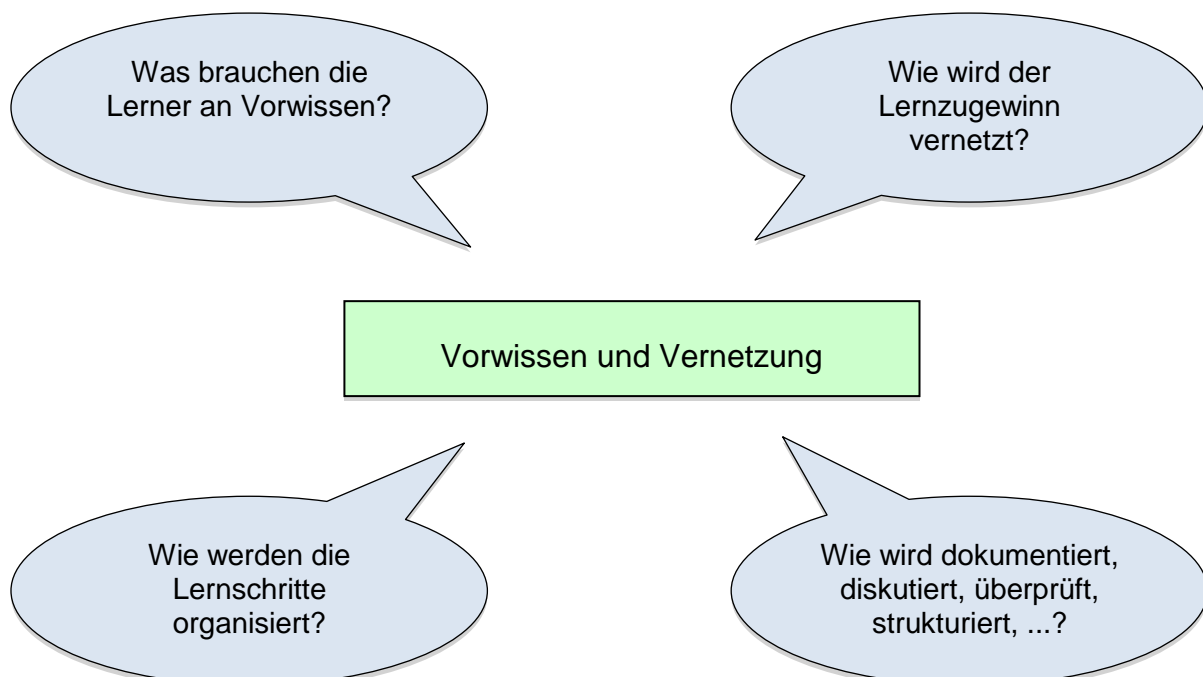 Was brauchen die
Lerner an Vorwissen?
Wie wird der
Lernzugewinn
vernetzt?
Vorwissen und Vernetzung
Wie werden die
Lernschritte
organisiert?
Wie wird dokumentiert,
diskutiert, überprüft,
strukturiert, ...?